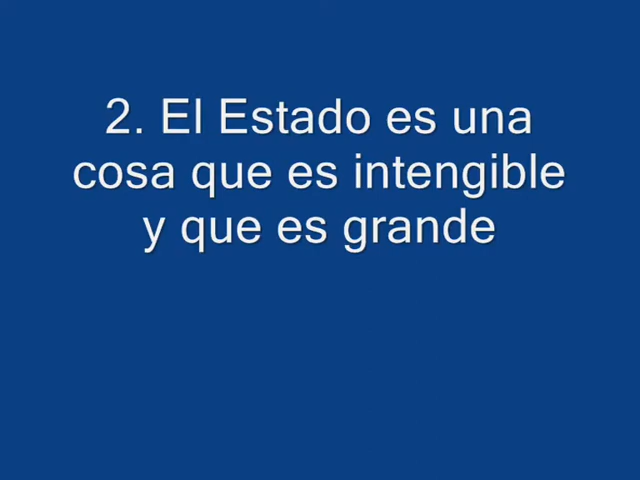 2. El Estado es una
cosa que es intengible
y que es grande